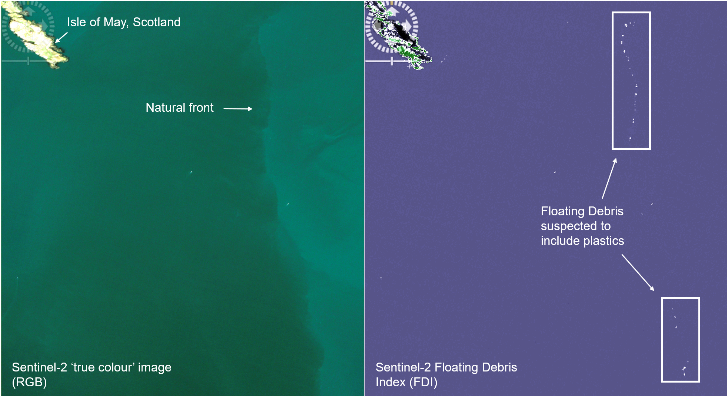 Isle of May, Scotland
Natural front
Sentinel-2 'true colour' image
(RGB)
Floating Debris
suspected to
include plastics
Sentinel-2 Floating Debris
Index (FDI)